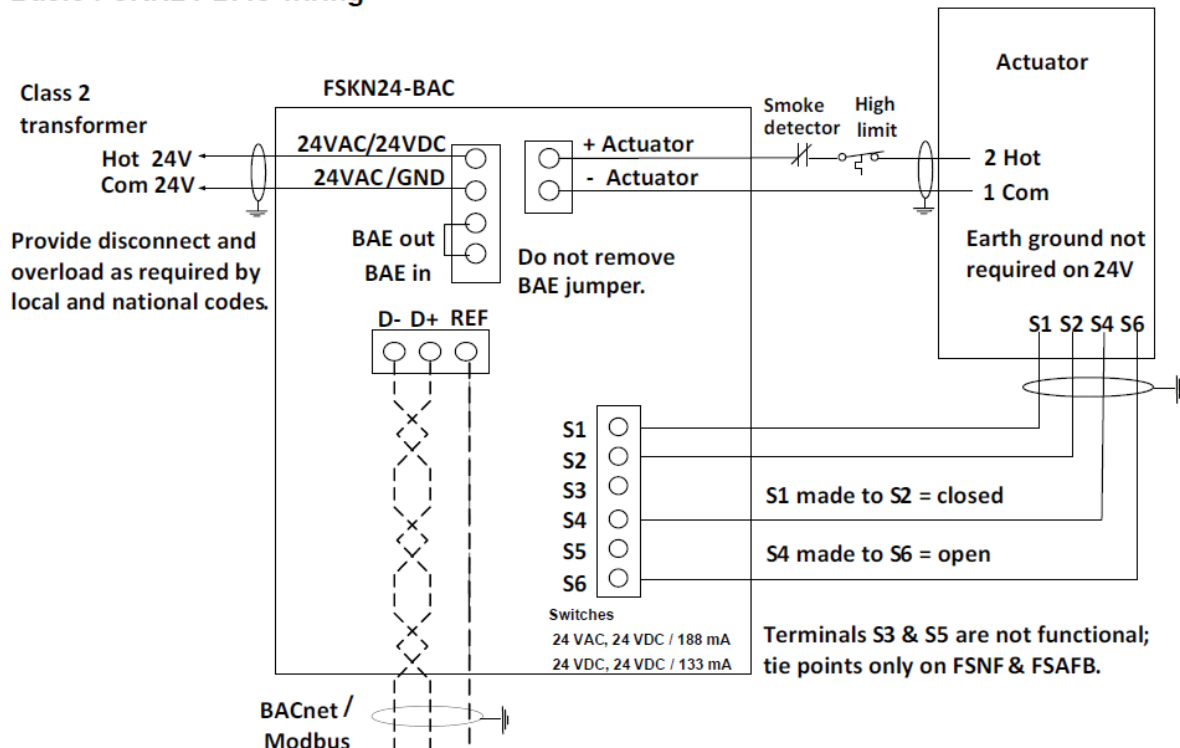 Class 2
transformer
Hot 24V
Com 24V
Provide disconnect and
overload as required by
local and national codes.
FSKN24-BAC
24VAC/24VDC
24VAC/GND
BAE out
BAE in
+ Actuator
- Actuator
Do not remove
BAE jumper.
D- D+ REF
Smoke
detector
High
limit
Actuator
2 Hot
1 Com
Earth ground not
required on 24V
S1 S2 S4 S6
S1
S2
S3
S4
S5
S6
S1 made to S2 = closed
S4 made to S6 = open
Switches
24 VAC, 24 VDC / 188 mA
24 VDC, 24 VDC / 133 mA
Terminals S3 & S5 are not functional;
tie points only on FSNF & FSAFB.
BACnet /
Modbus